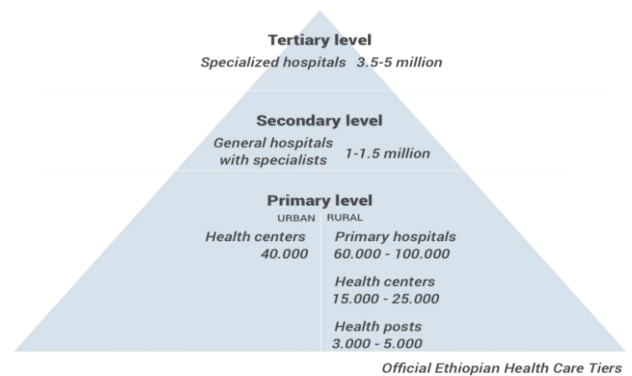 Tertiary level
Specialized hospitals 3.5-5 million
Secondary level
General hospitals
with specialists 1-1.5 million
Primary level
URBAN RURAL
Health centers
40.000
Primary hospitals
60.000 - 100.000
Health centers
15.000 - 25.000
Health posts
3.000 - 5.000
Official Ethiopian Health Care Tiers